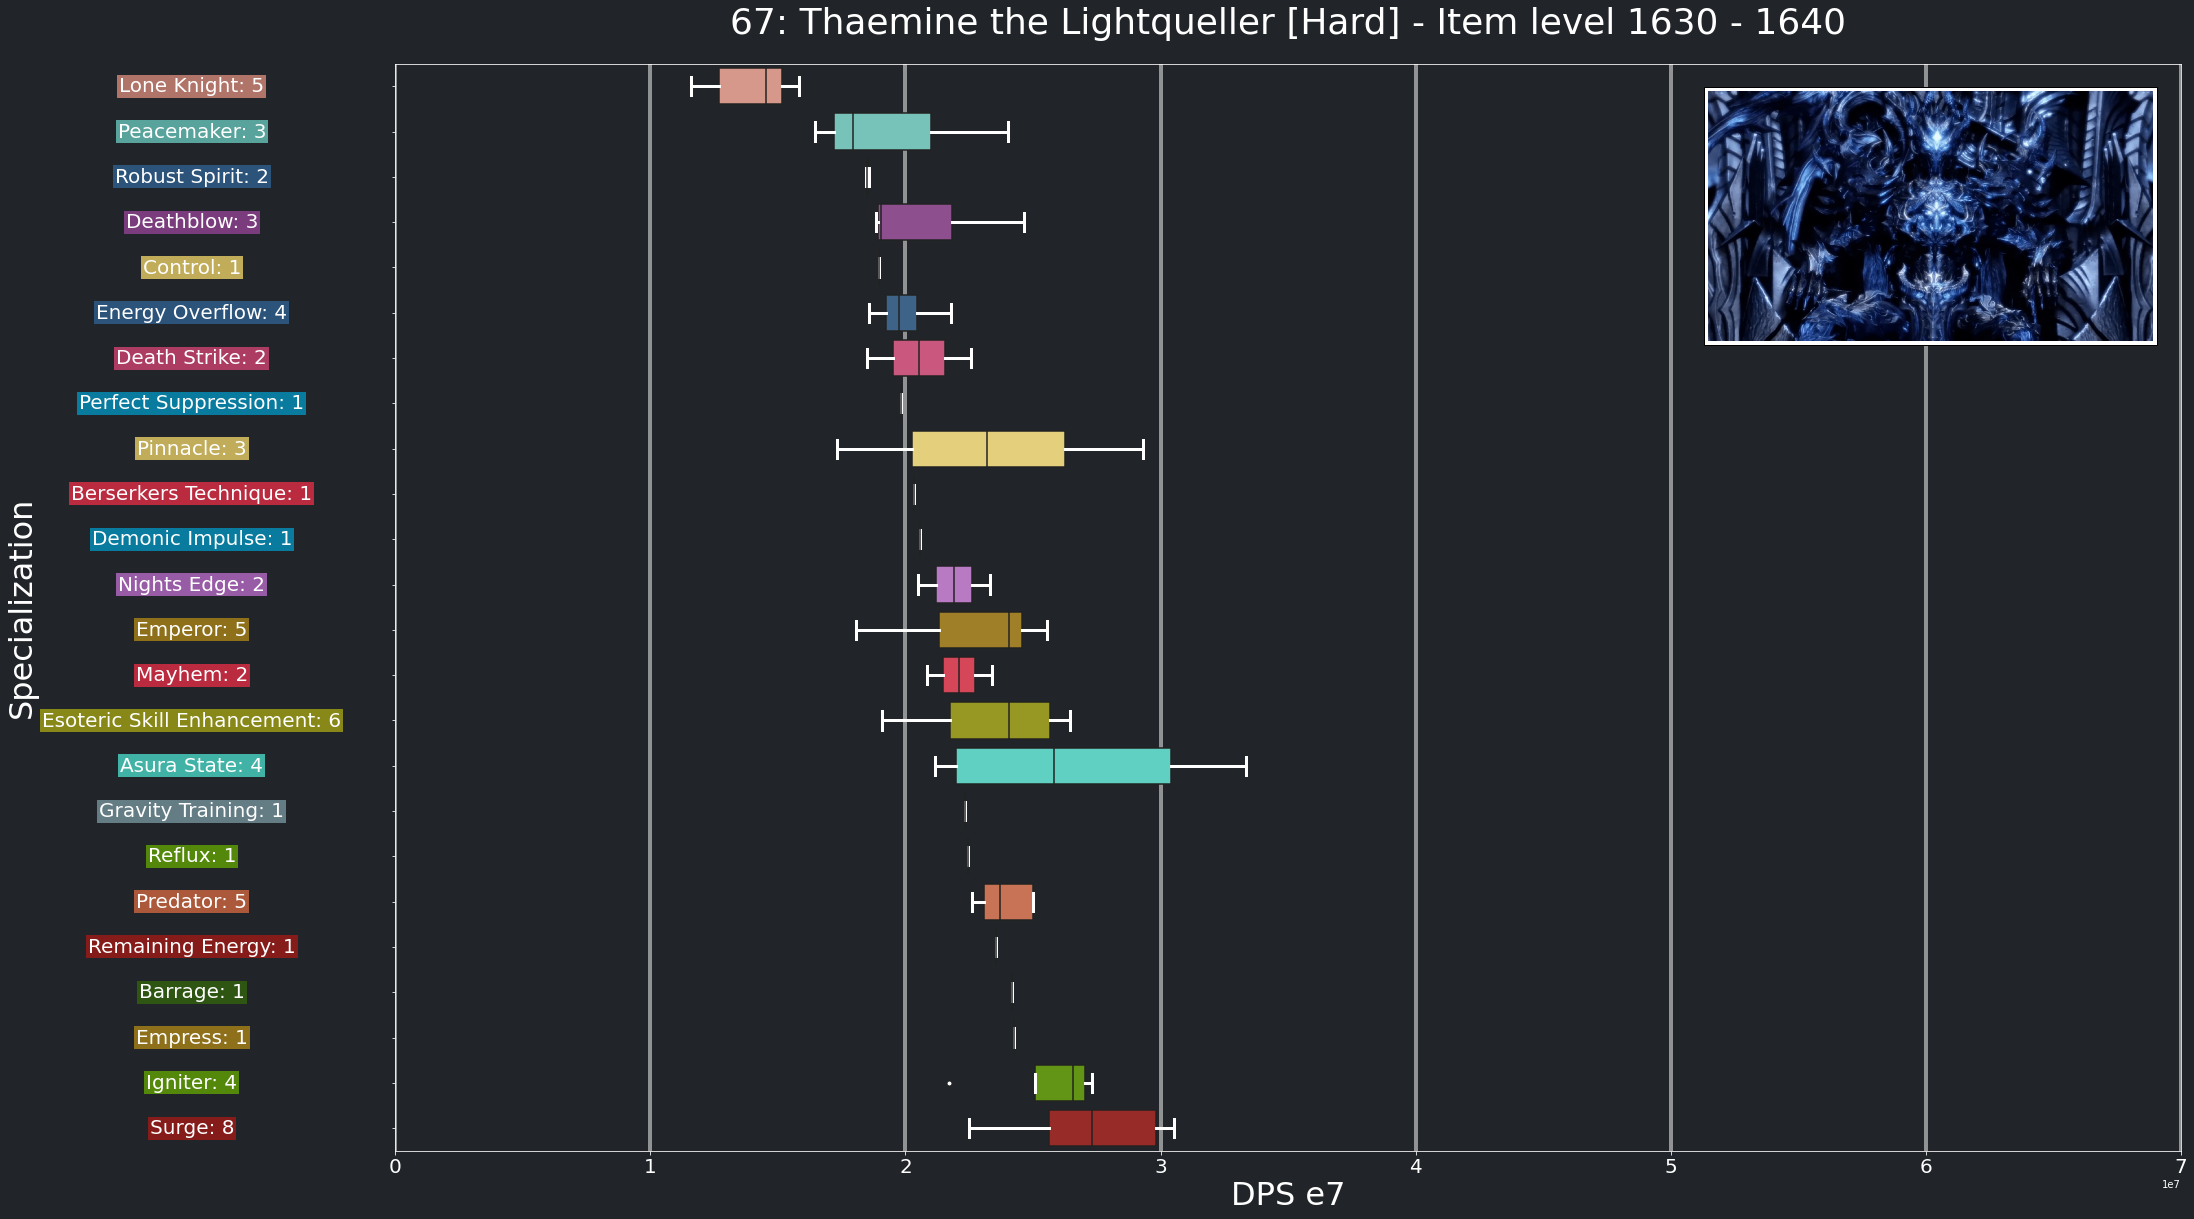 67: Thaemine the Lightqueller [Hard] - Item level 1630 - 1640
Specialization
Lone Knight: 5
Peacemaker: 3
Robust Spirit: 2
Deathblow: 3
Control: 1
Energy Overflow: 4
Death Strike: 2
Perfect Suppression: 1
Pinnacle: 3
Berserkers Technique: 1
Demonic Impulse: 1
Nights Edge: 2
Emperor: 5
Mayhem: 2
Esoteric Skill Enhancement: 6
Asura State: 4
Gravity Training: 1
Reflux: 1
Predator: 5
Remaining Energy: 1
Barrage: 1
Empress: 1
Igniter: 4
Surge: 8
0 1 2 3 4 5 6 7
1e7
DPS e7